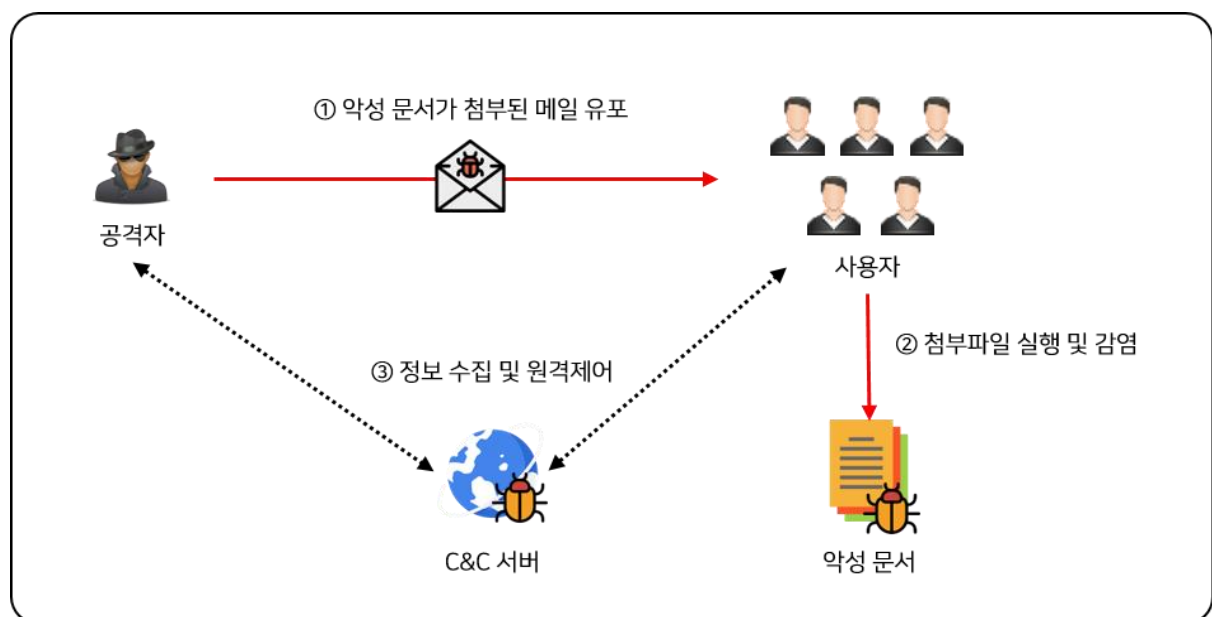 ① 악성 문서가 첨부된 메일 유포
공격자
사용자
② 첨부파일 실행 및 감염
③ 정보 수집 및 원격제어
C&C 서버
악성 문서